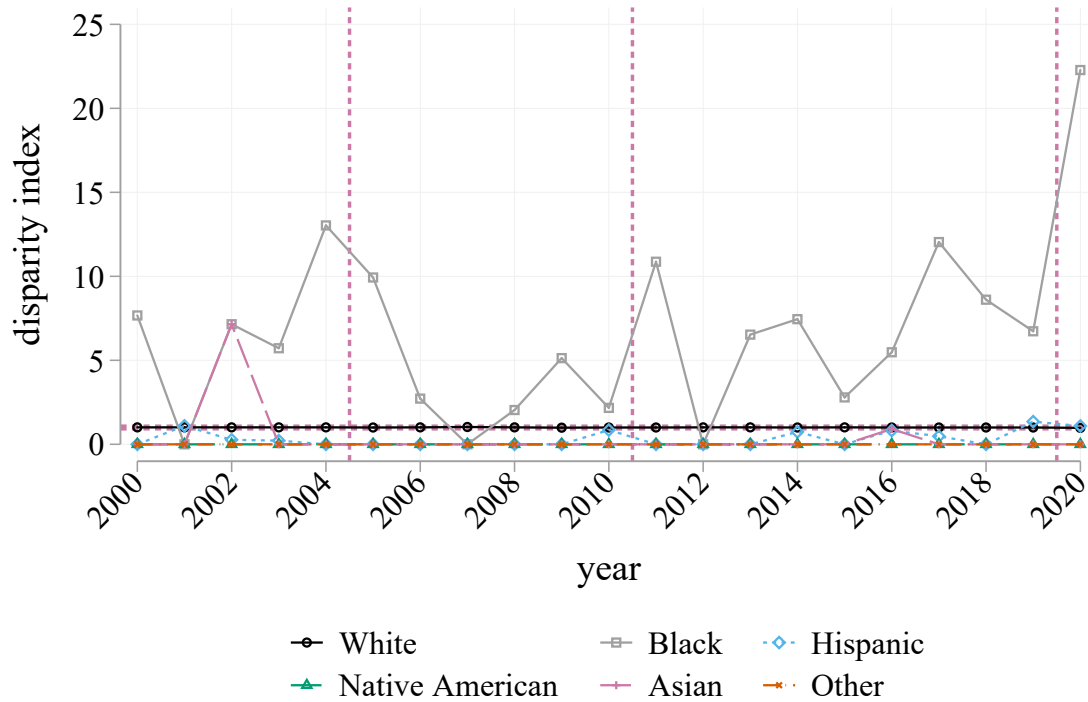 25
20
15
10
5
0
disparity index
2000 2002 2004 2006 2008 2010 2012 2014 2016 2018 2020
year
White Black Hispanic
Native American Asian Other